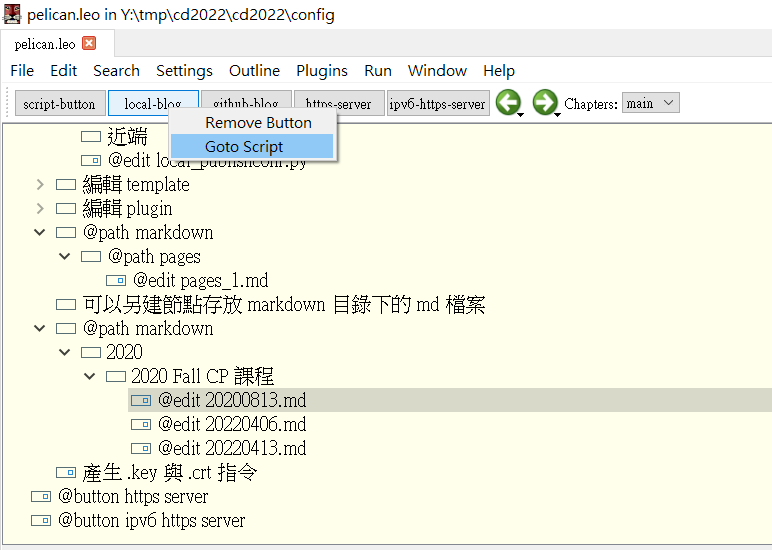 pelican.leo in Y:\tmp\cd2022\cd2022\config
pelican.leo
File Edit Search Settings Outline Plugins Run Window Help
script-button local-blog github-blog https-server ipv6-https-server Chapters: main
Remove Button
Goto Script
近端
@edit local_publishconf.py
編輯 template
編輯 plugin
@path markdown
@path pages
@edit pages_1.md
可以另建節點存放 markdown 目錄下的 md 檔案
@path markdown
2020
2020 Fall CP 課程
@edit 20200813.md
@edit 20220406.md
@edit 20220413.md
產生 .key 與 .crt 指令
@button https server
@button ipv6 https server